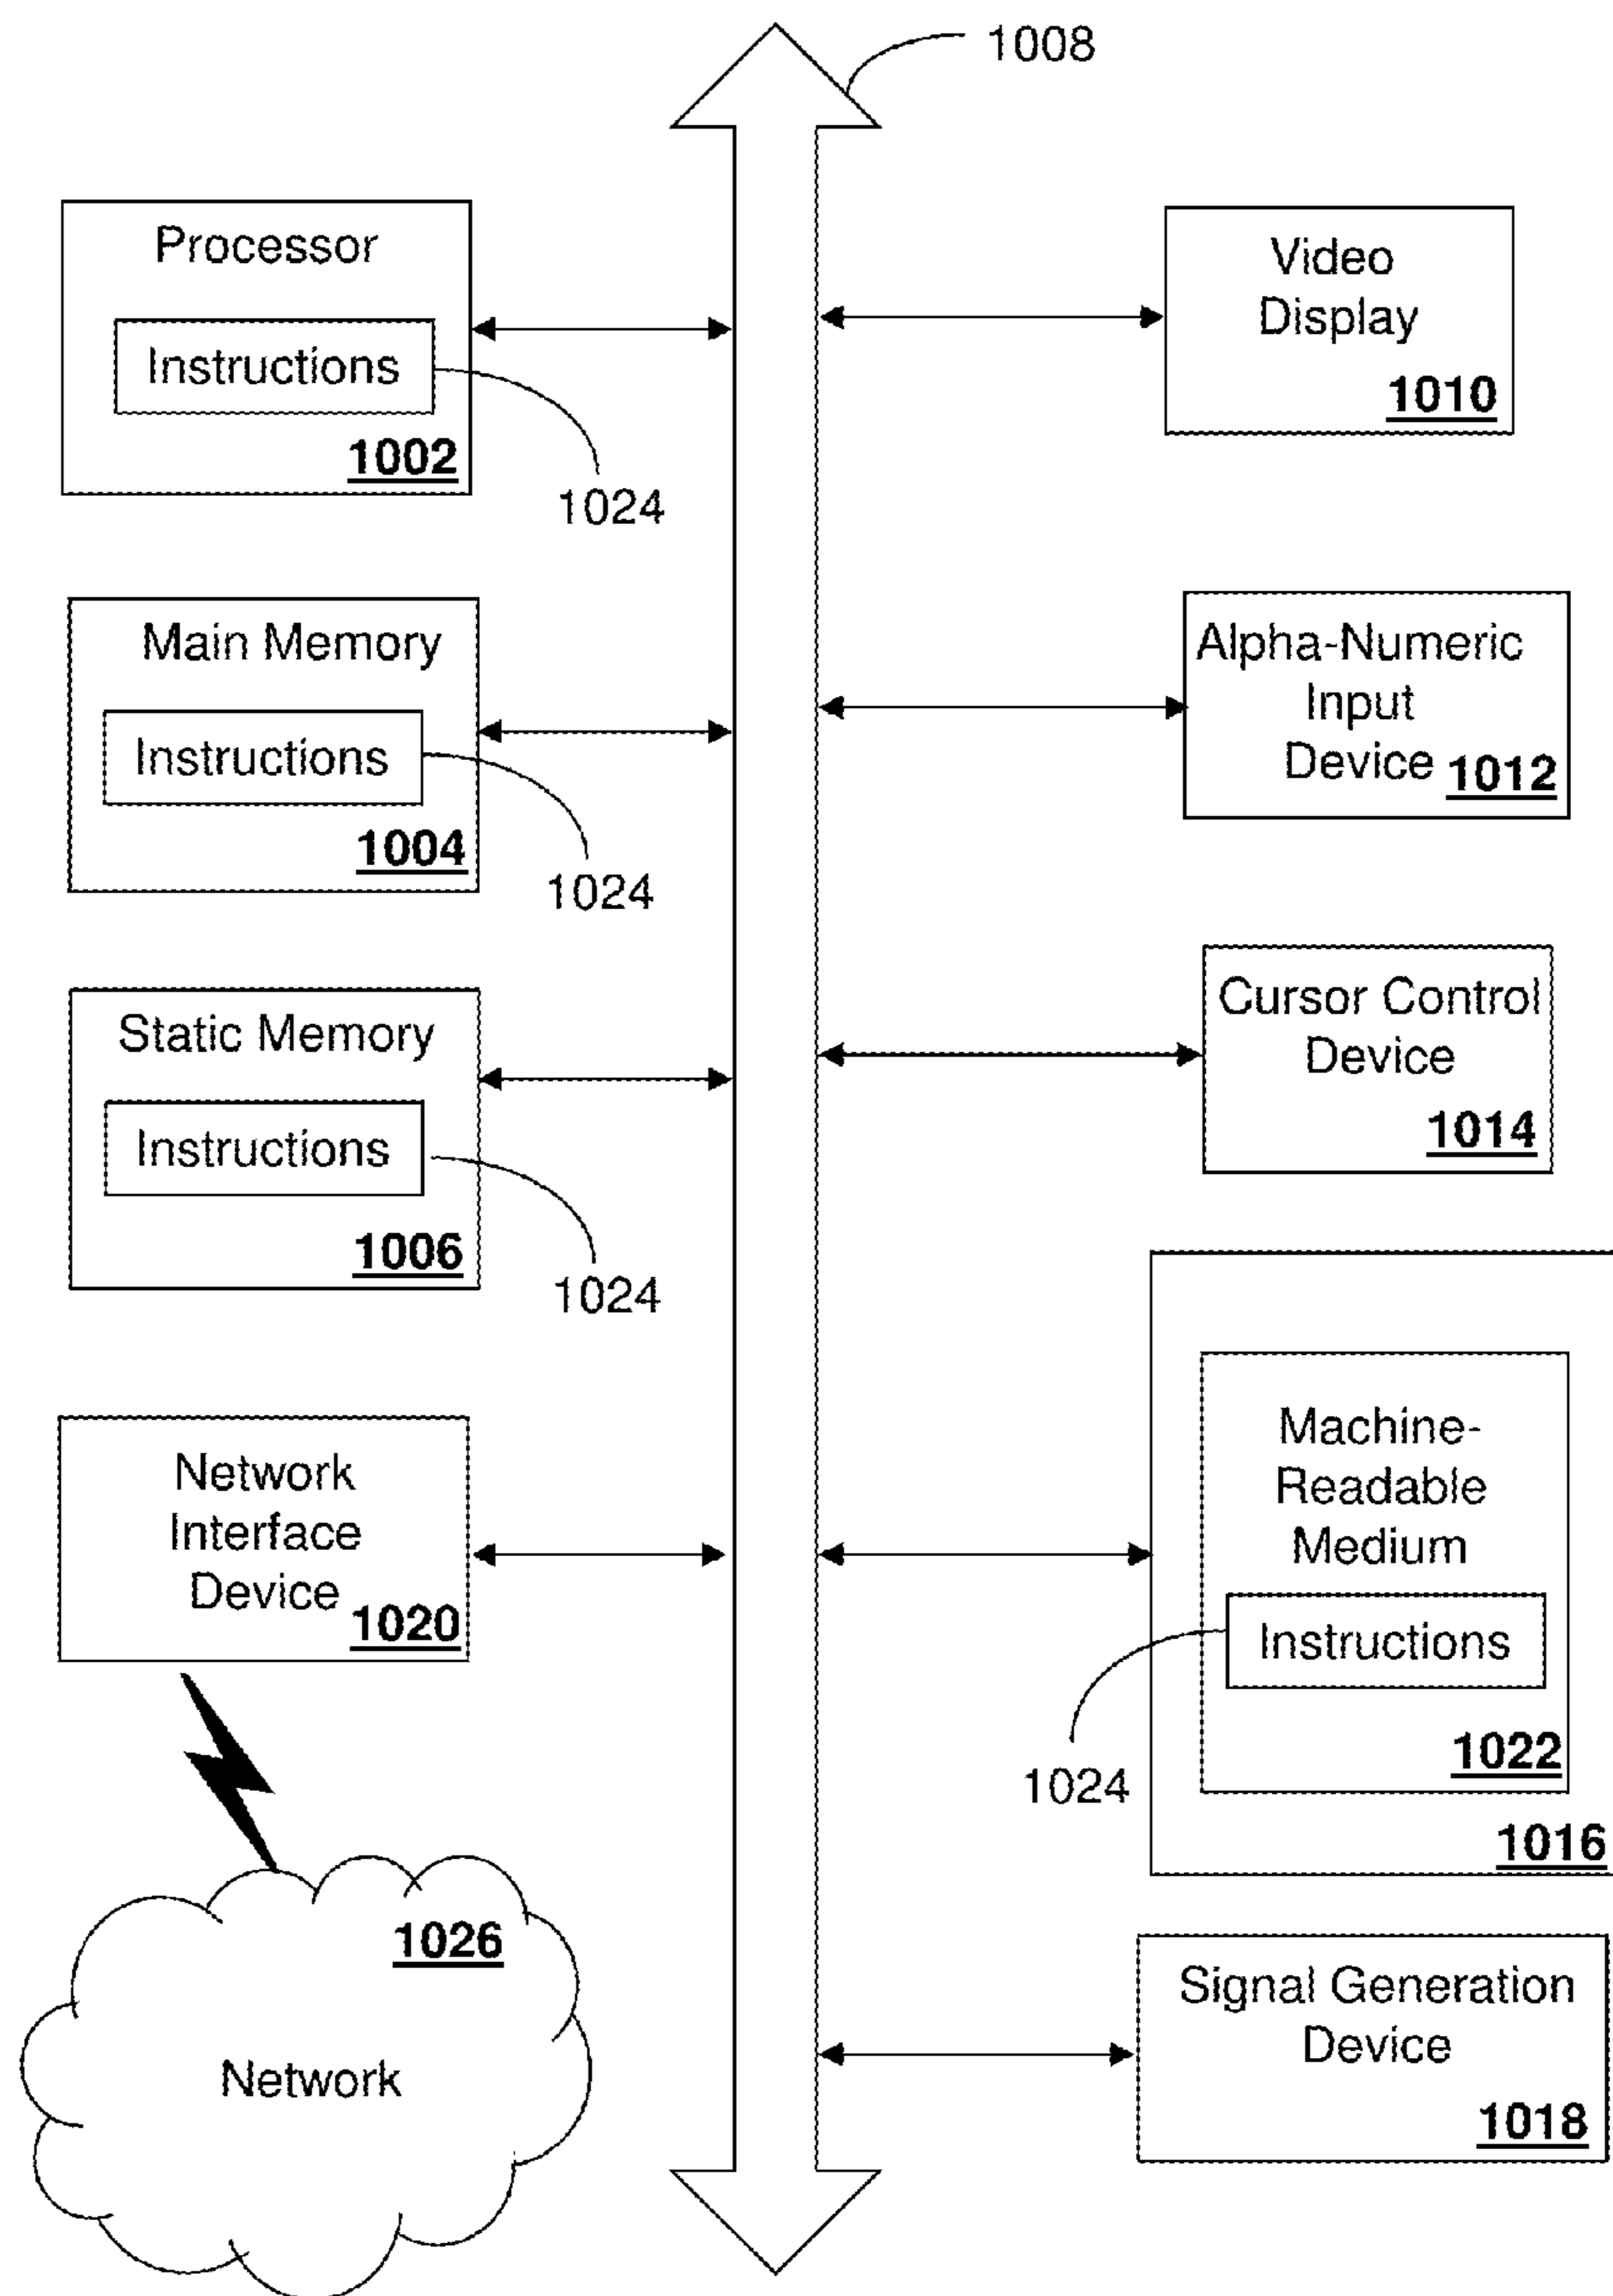 1008
Processor
Instructions
1002
1024
Main Memory
Instructions
1004
1024
Static Memory
Instructions
1006
1024
Network
Interface
Device
1020
1026
Network
Video
Display
1010
Alpha-Numeric
Input
Device
1012
Cursor Control
Device
1014
Machine-
Readable
Medium
Instructions
1022
1024
1016
Signal Generation
Device
1018